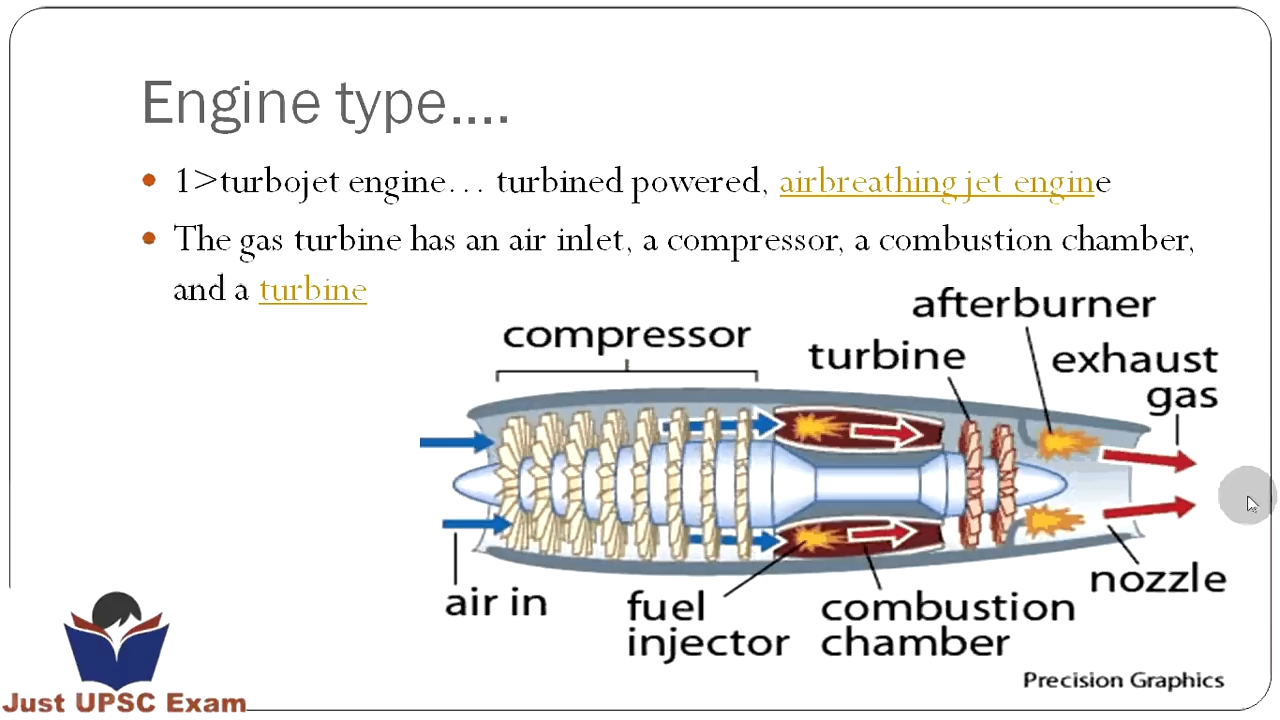 Engine type....
1>turbojet engine... turbined powered, airbreathing jet engine
The gas turbine has an air inlet, a compressor, a combustion chamber,
and a turbine
afterburner
compressor
turbine
exhaust
gas
air in
fuel
injector
combustion
chamber
nozzle
Precision Graphics
Just UPSC Exam